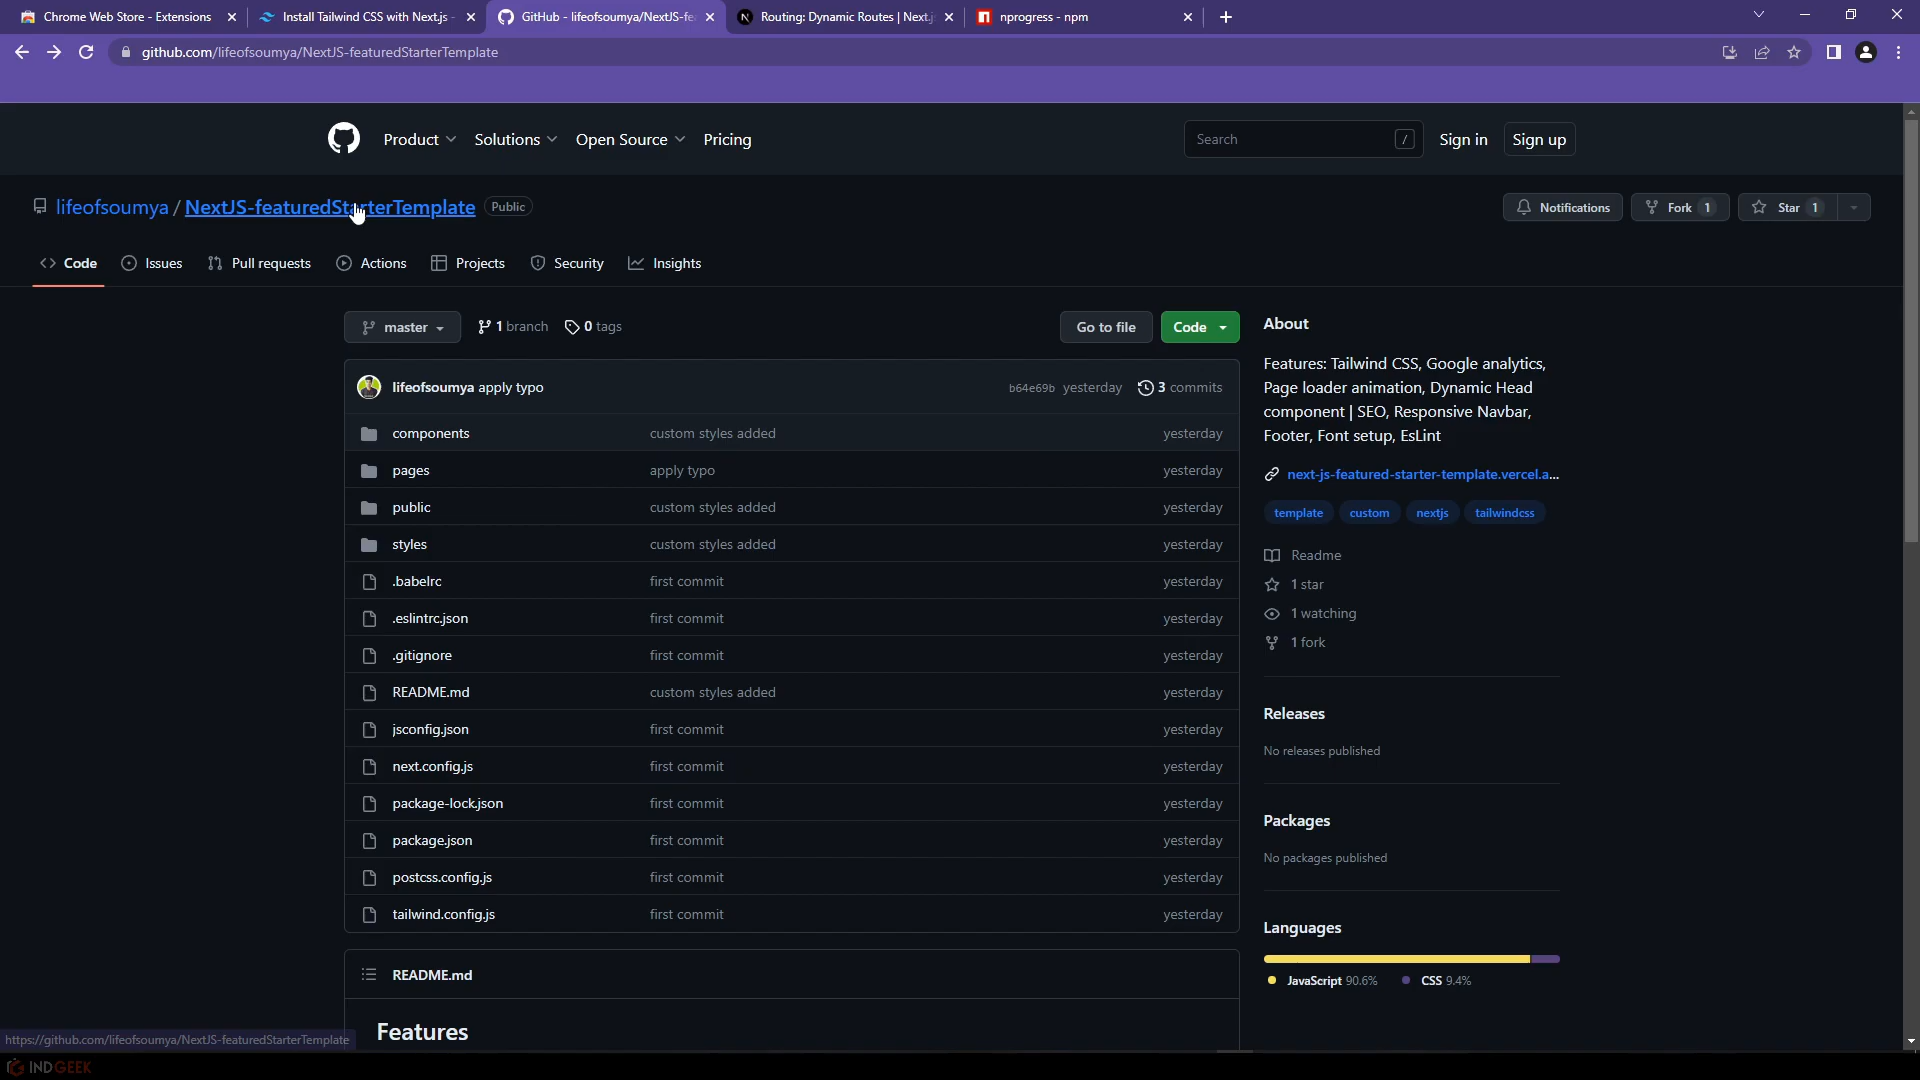 Chrome Web Store - Extensions
Install Tailwind CSS with Next.js -
GitHub - lifeofsoumya/NextJS-fe
Routing: Dynamic Routes | Next.j
nprogress - npm
github.com/lifeofsoumya/NextJS-featuredStarterTemplate
Product
Solutions
Open Source
Pricing
Search /
Sign in
Sign up
lifeofsoumya / NextJS-featuredStarterTemplate Public
Notifications
Fork 1
Star 1
<> Code
Issues
Pull requests
Actions
Projects
Security
Insights
master
1 branch
0 tags
Go to file
Code
lifeofsoumya apply typo b64e69b yesterday 3 commits
components custom styles added yesterday
pages apply typo yesterday
public custom styles added yesterday
styles custom styles added yesterday
.babelrc first commit yesterday
.eslintrc.json first commit yesterday
.gitignore first commit yesterday
README.md custom styles added yesterday
jsconfig.json first commit yesterday
next.config.js first commit yesterday
package-lock.json first commit yesterday
package.json first commit yesterday
postcss.config.js first commit yesterday
tailwind.config.js first commit yesterday
README.md
Features
About
Features: Tailwind CSS, Google analytics,
Page loader animation, Dynamic Head
component | SEO, Responsive Navbar,
Footer, Font setup, EsLint
next-js-featured-starter-template.vercel.a...
template custom nextjs tailwindcss
Readme
1 star
1 watching
1 fork
Releases
No releases published
Packages
No packages published
Languages
JavaScript 90.6% CSS 9.4%
https://github.com/lifeofsoumya/NextJS-featuredStarterTemplate
INDGEEK